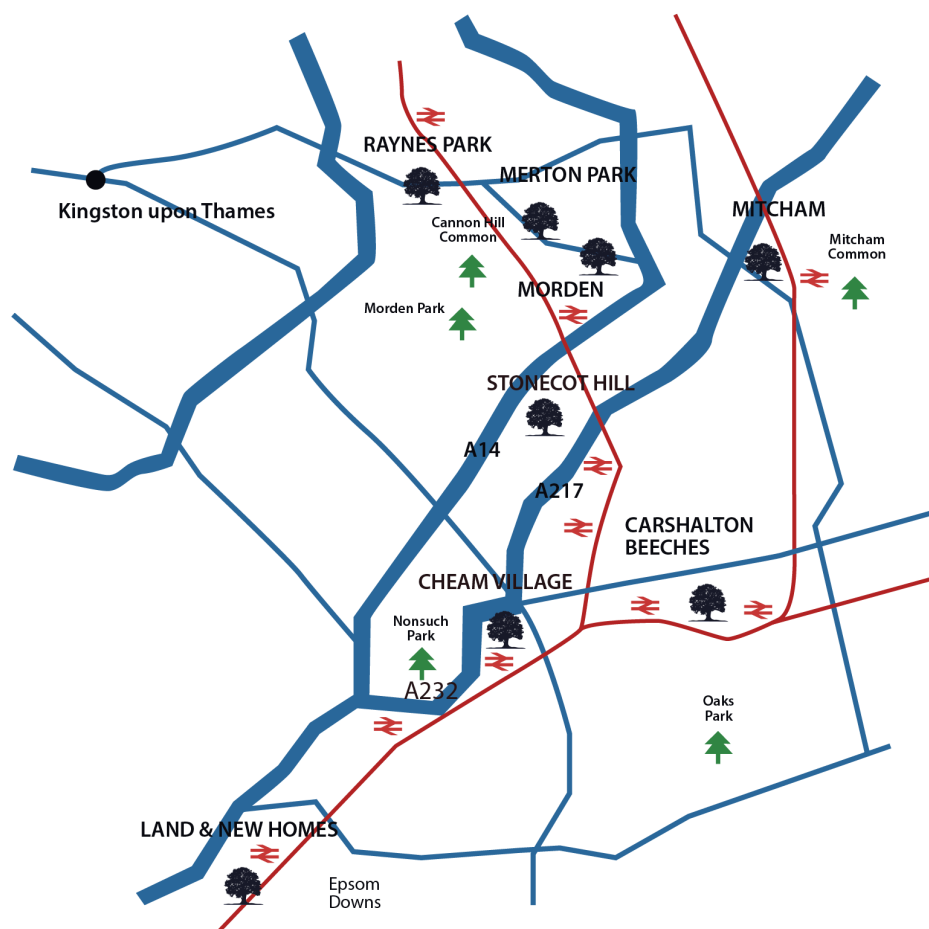 RAYNES PARK
MERTON PARK
Kingston upon Thames
MITCHAM
Cannon Hill
Common
Mitcham
Common
MORDEN
Morden Park
STONECOT HILL
A14
A217
CARSHALTON
BEECHES
CHEAM VILLAGE
Nonsuch
Park
A232
Oaks
Park
LAND & NEW HOMES
Epsom
Downs